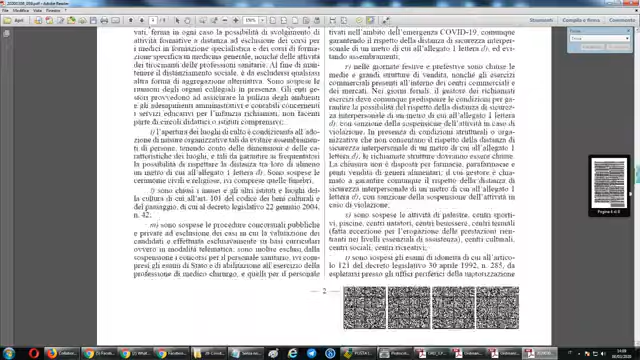 20200308_059.pdf - Adobe Reader
vati, ferma in ogni caso la possibilità di svolgimento di
attività formative a distanza ad esclusione dei corsi per
i medici in formazione specialistica e dei corsi di forma-
zione specifica in medicina generale, nonché delle attività
dei tirocinanti delle professioni sanitarie. Al fine di man-
tenere il distanziamento sociale, è da escludersi qualsiasi
altra forma di aggregazione alternativa. Sono sospese le
riunioni degli organi collegiali in presenza. Gli enti ge-
stori provvedono ad assicurare la pulizia degli ambienti
e gli adempimenti amministrativi e contabili concernenti
i servizi educativi per l'infanzia richiamati, non facenti
parte di circoli didattici o istituti comprensivi;
i) l'apertura dei luoghi di culto è condizionata all'ado-
zione di misure organizzative tali da evitare assembramen-
ti di persone, tenendo conto delle dimensioni e delle ca-
ratteristiche dei luoghi, e tali da garantire ai frequentatori
la possibilità di rispettare la distanza tra loro di almeno
un metro di cui all'allegato 1 lettera d). Sono sospese le
cerimonie civili e religiose, ivi comprese quelle funebri;
l) sono chiusi i musei e gli altri istituti e luoghi del-
la cultura di cui all'art. 101 del codice dei beni culturali e
del paesaggio, di cui al decreto legislativo 22 gennaio 2004,
n. 42;
m) sono sospese le procedure concorsuali pubbliche
e private ad esclusione dei casi in cui la valutazione dei
candidati è effettuata esclusivamente su basi curriculari
ovvero in modalità telematica; sono inoltre esclusi dalla
sospensione i concorsi per il personale sanitario, ivi com-
presi gli esami di Stato e di abilitazione all'esercizio della
professione di medico chirurgo, e quelli per il personale
tivati nell'ambito dell'emergenza COVID-19, comunque
garantendo il rispetto della distanza di sicurezza interper-
sonale di un metro di cui all'allegato 1 lettera d), ed evi-
tando assembramenti;
r) nelle giornate festive e prefestive sono chiuse le
medie e grandi strutture di vendita, nonché gli esercizi
commerciali presenti all'interno dei centri commerciali e
dei mercati. Nei giorni feriali, il gestore dei richiamati
esercizi deve comunque predisporre le condizioni per ga-
rantire la possibilità del rispetto della distanza di sicurez-
za interpersonale di un metro di cui all'allegato 1 lettera
d), con sanzione della sospensione dell'attività in caso di
violazione. In presenza di condizioni strutturali o orga-
nizzative che non consentano il rispetto della distanza di
sicurezza interpersonale di un metro di cui all'allegato 1
lettera d), le richiamate strutture dovranno essere chiuse.
La chiusura non è disposta per farmacie, parafarmacie e
punti vendita di generi alimentari, il cui gestore è chia-
mato a garantire comunque il rispetto della distanza di
sicurezza interpersonale di un metro di cui all'allegato 1
lettera d), con sanzione della sospensione dell'attività in
caso di violazione;
s) sono sospese le attività di palestre, centri sporti-
vi, piscine, centri natatori, centri benessere, centri termali
(fatta eccezione per l'erogazione delle prestazioni rien-
tranti nei livelli essenziali di assistenza), centri culturali,
centri sociali, centri ricreativi;
t) sono sospesi gli esami di idoneità di cui all'artico-
lo 121 del decreto legislativo 30 aprile 1992, n. 285, da
espletarsi presso gli uffici periferici della motorizzazione
— 2 —